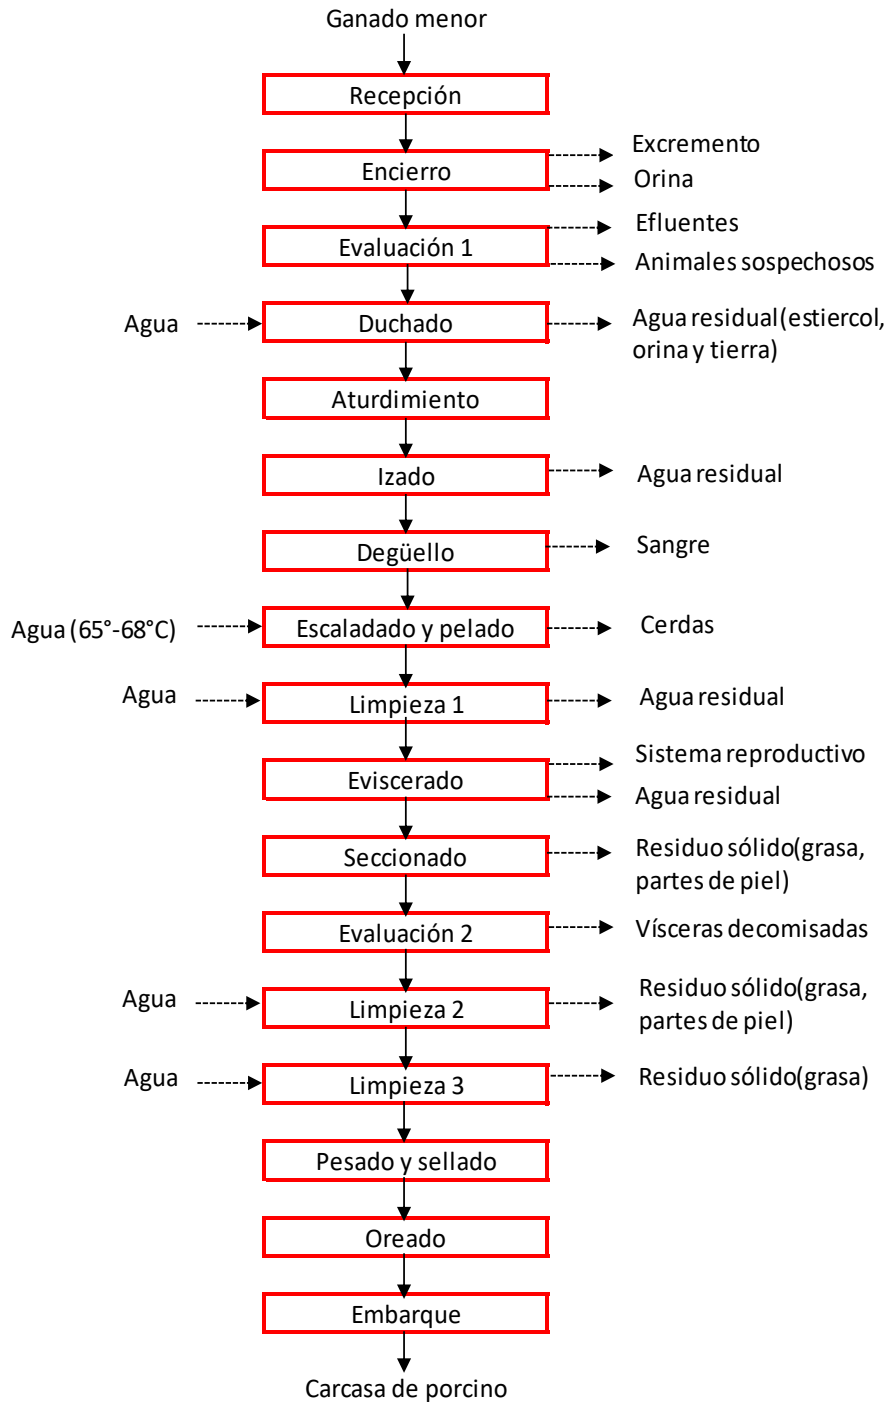 Ganado menor
Recepción
Encierro
Excremento
Orina
Evaluación 1
Efluentes
Animales sospechosos
Agua
Duchado
Agua residual(estiercol,
orina y tierra)
Aturdimiento
Izado
Agua residual
Degüello
Sangre
Agua (65°-68°C)
Escaladado y pelado
Cerdas
Agua
Limpieza 1
Agua residual
Eviscerado
Sistema reproductivo
Agua residual
Seccionado
Residuo sólido(grasa,
partes de piel)
Evaluación 2
Vísceras decomisadas
Agua
Limpieza 2
Residuo sólido(grasa,
partes de piel)
Agua
Limpieza 3
Residuo sólido(grasa)
Pesado y sellado
Oreado
Embarque
Carcasa de porcino